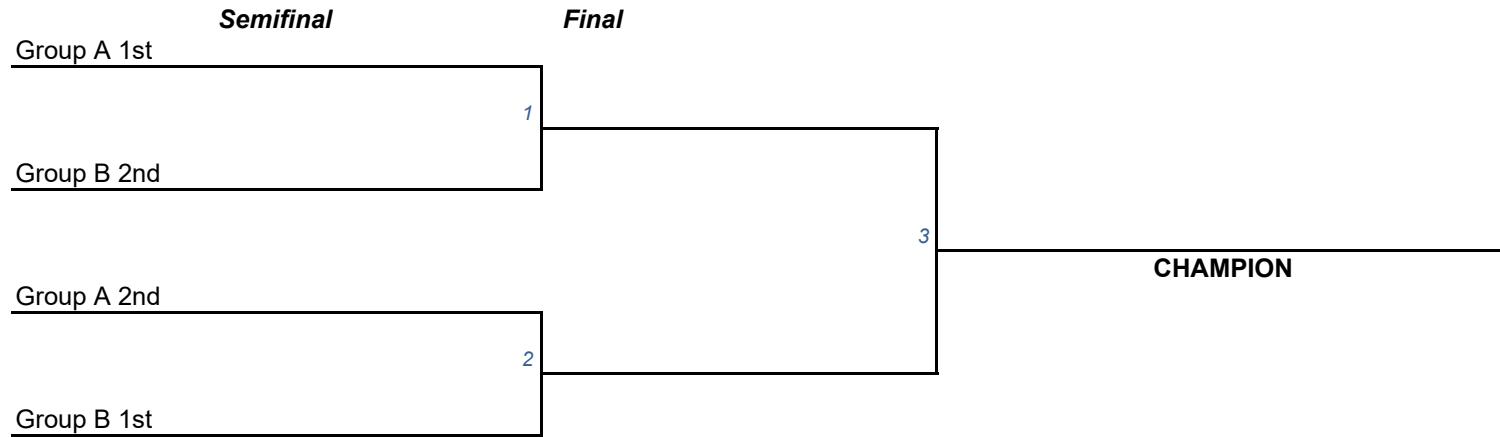 Semifinal Final
Group A 1st
1
Group B 2nd
3
CHAMPION
Group A 2nd
2
Group B 1st